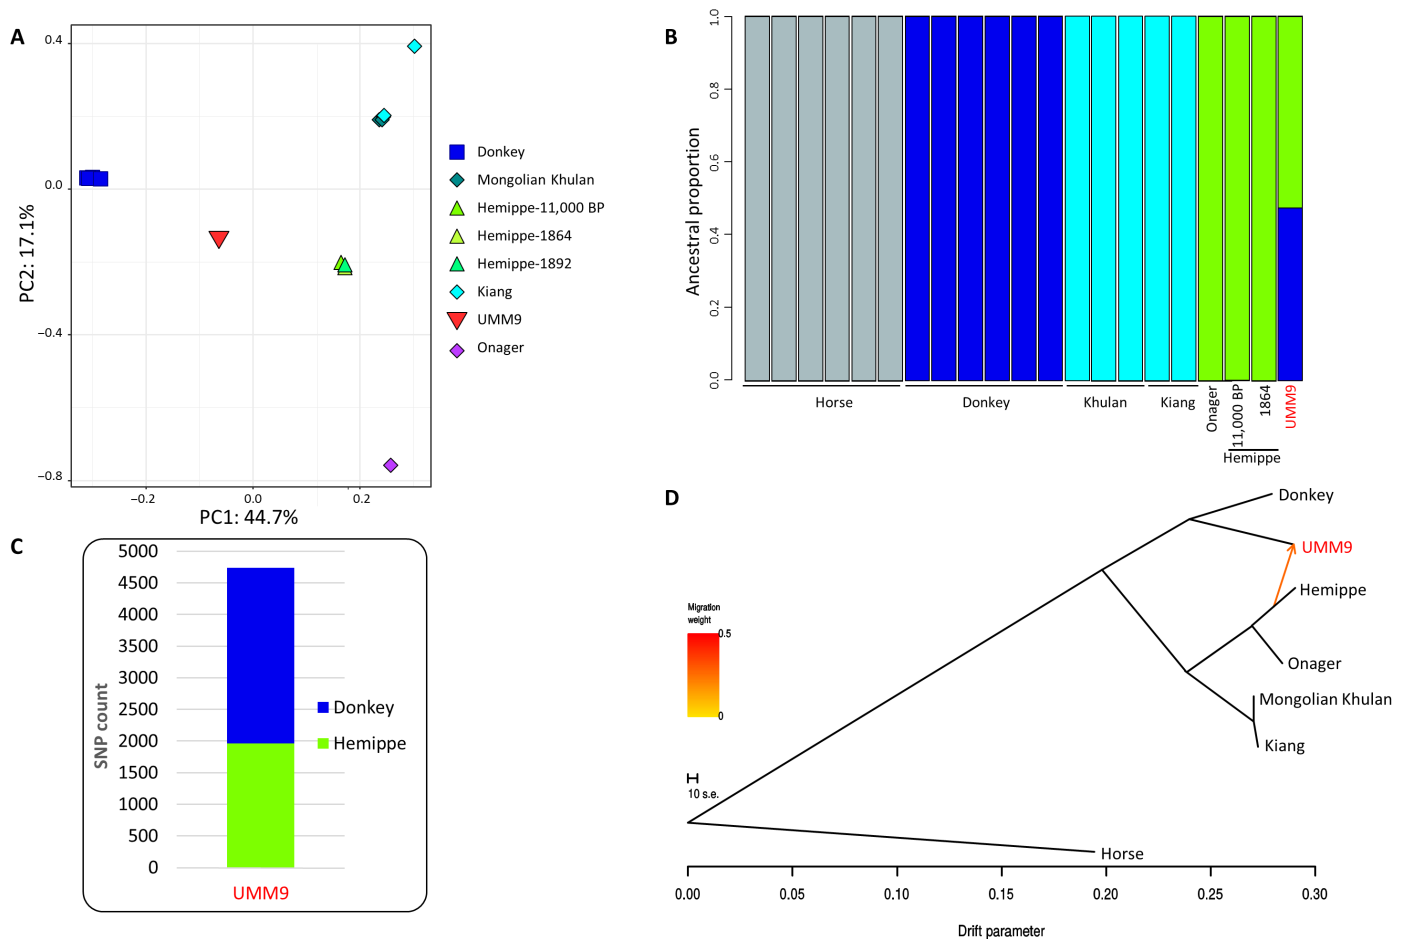 A
0.4
0.0
−0.4
−0.8
PC2: 17.1%
−0.2
0.0
0.2
PC1: 44.7%
Donkey
Mongolian Khulan
Hemippe-11,000 BP
Hemippe-1864
Hemippe-1892
Kiang
UMM9
Onager
B
Ancestral proportion
1.0
0.8
0.6
0.4
0.2
0.0
Horse
Donkey
Khulan
Kiang
Onager
11,000 BP
1864
UMM9
Hemippe
C
SNP count
5000
4500
4000
3500
3000
2500
2000
1500
1000
500
0
UMM9
Donkey
Hemippe
D
Donkey
UMM9
Hemippe
Onager
Mongolian Khulan
Kiang
Horse
Migration
weight
0.5
0
10 s.e.
0.00
0.05
0.10
0.15
0.20
0.25
0.30
Drift parameter